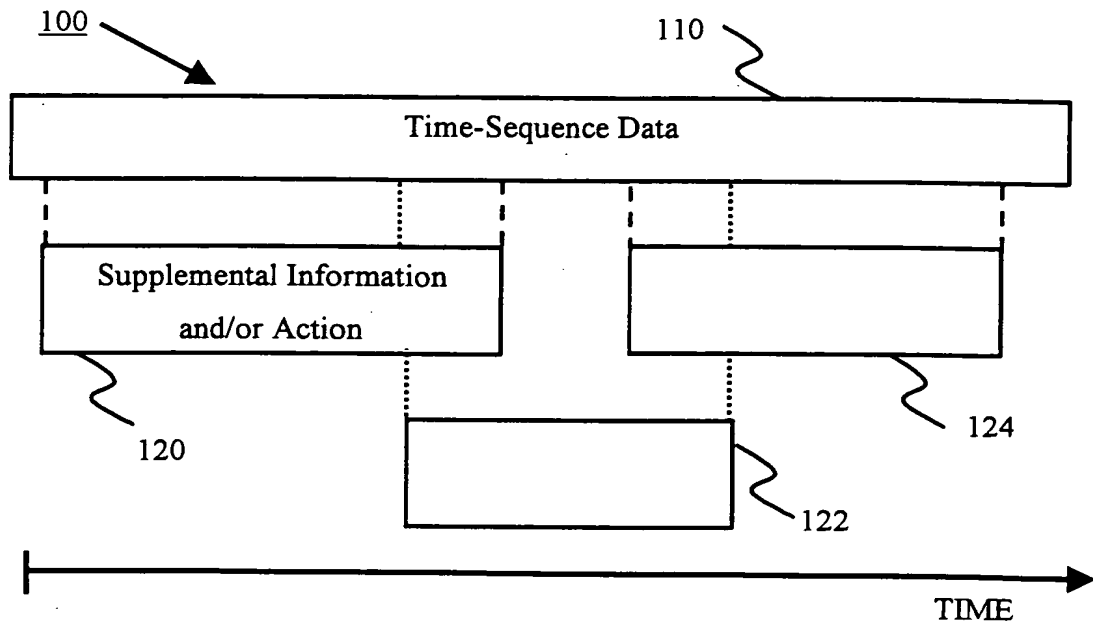 100
110
Time-Sequence Data
Supplemental Information
and/or Action
120
124
122
TIME